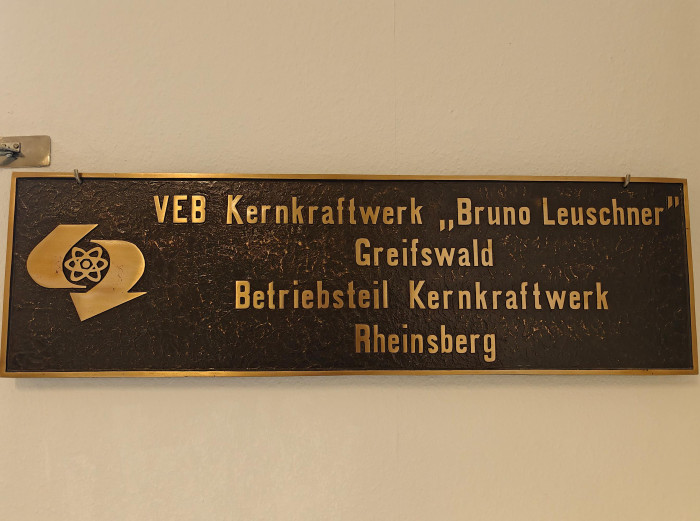 VEB Kernkraftwerk „Bruno Leuschner"
Greifswald
Betriebsteil Kernkraftwerk
Rheinsberg